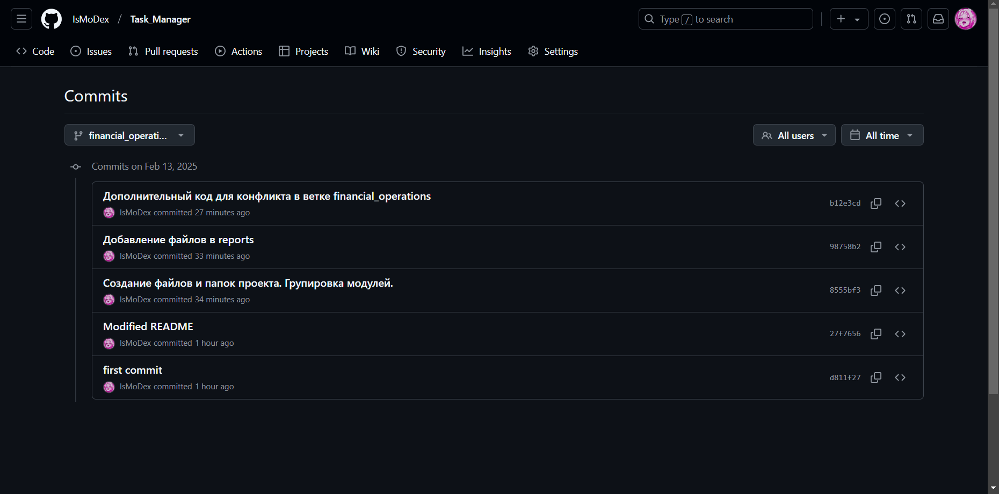 IsMoDex / Task_Manager
Type / to search
Code Issues Pull requests Actions Projects Wiki Security Insights Settings
Commits
financial_operati...
All users
All time
Commits on Feb 13, 2025
Дополнительный код для конфликта в ветке financial_operations
IsMoDex committed 27 minutes ago
b12e3cd
Добавление файлов в reports
IsMoDex committed 33 minutes ago
98758b2
Создание файлов и папок проекта. Групировка модулей.
IsMoDex committed 34 minutes ago
8555bf3
Modified README
IsMoDex committed 1 hour ago
27f7656
first commit
IsMoDex committed 1 hour ago
d811f27